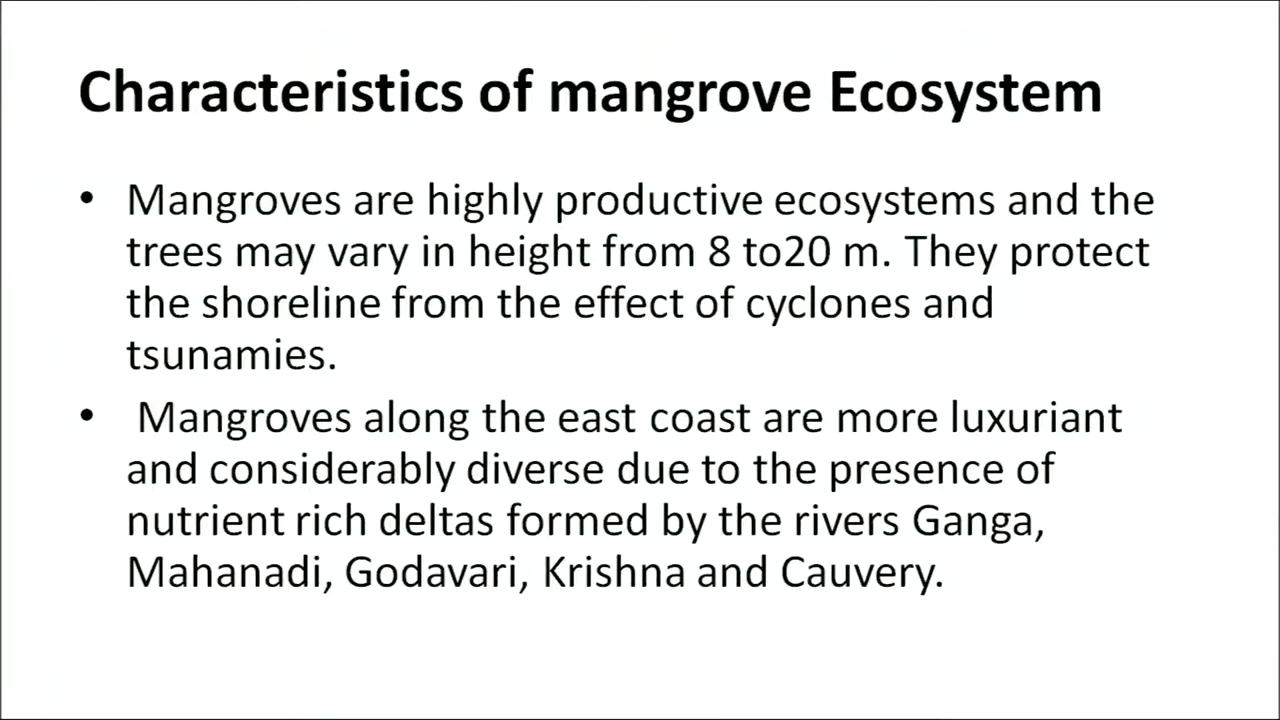 Characteristics of mangrove Ecosystem
• Mangroves are highly productive ecosystems and the
trees may vary in height from 8 to20 m. They protect
the shoreline from the effect of cyclones and
tsunamies.
• Mangroves along the east coast are more luxuriant
and considerably diverse due to the presence of
nutrient rich deltas formed by the rivers Ganga,
Mahanadi, Godavari, Krishna and Cauvery.